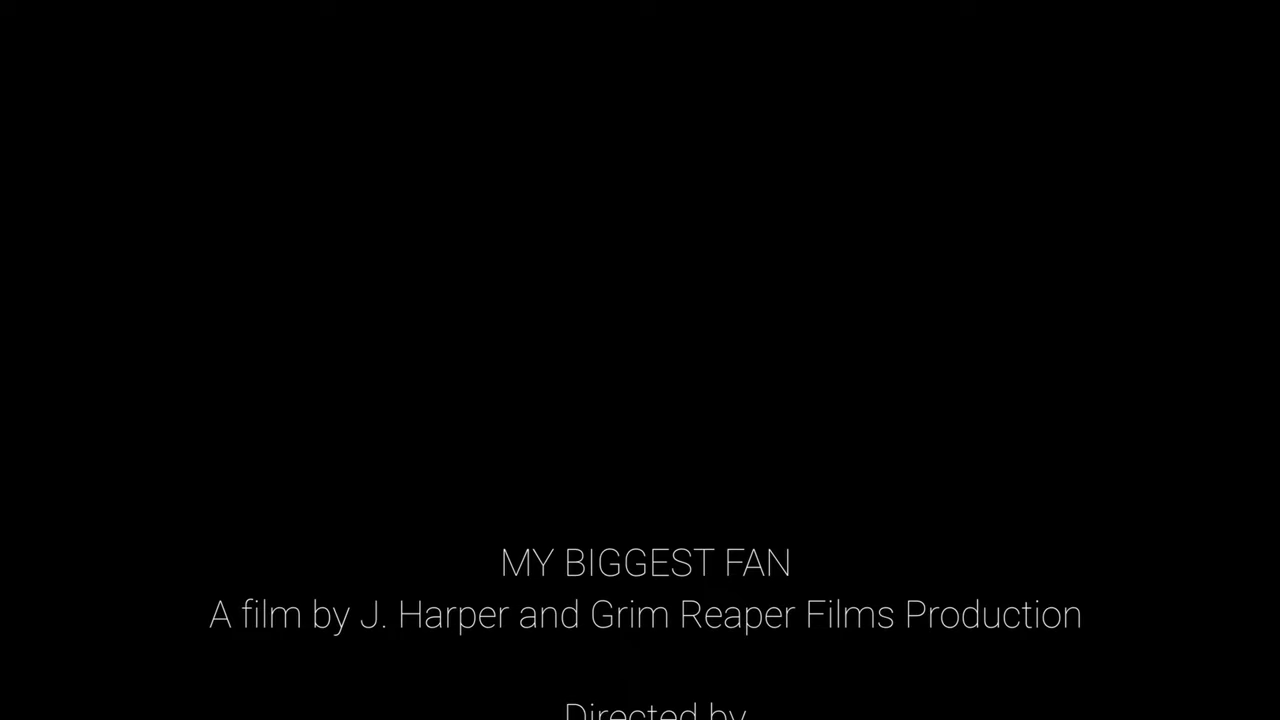 MY BIGGEST FAN
A film by J. Harper and Grim Reaper Films Production
Directed by